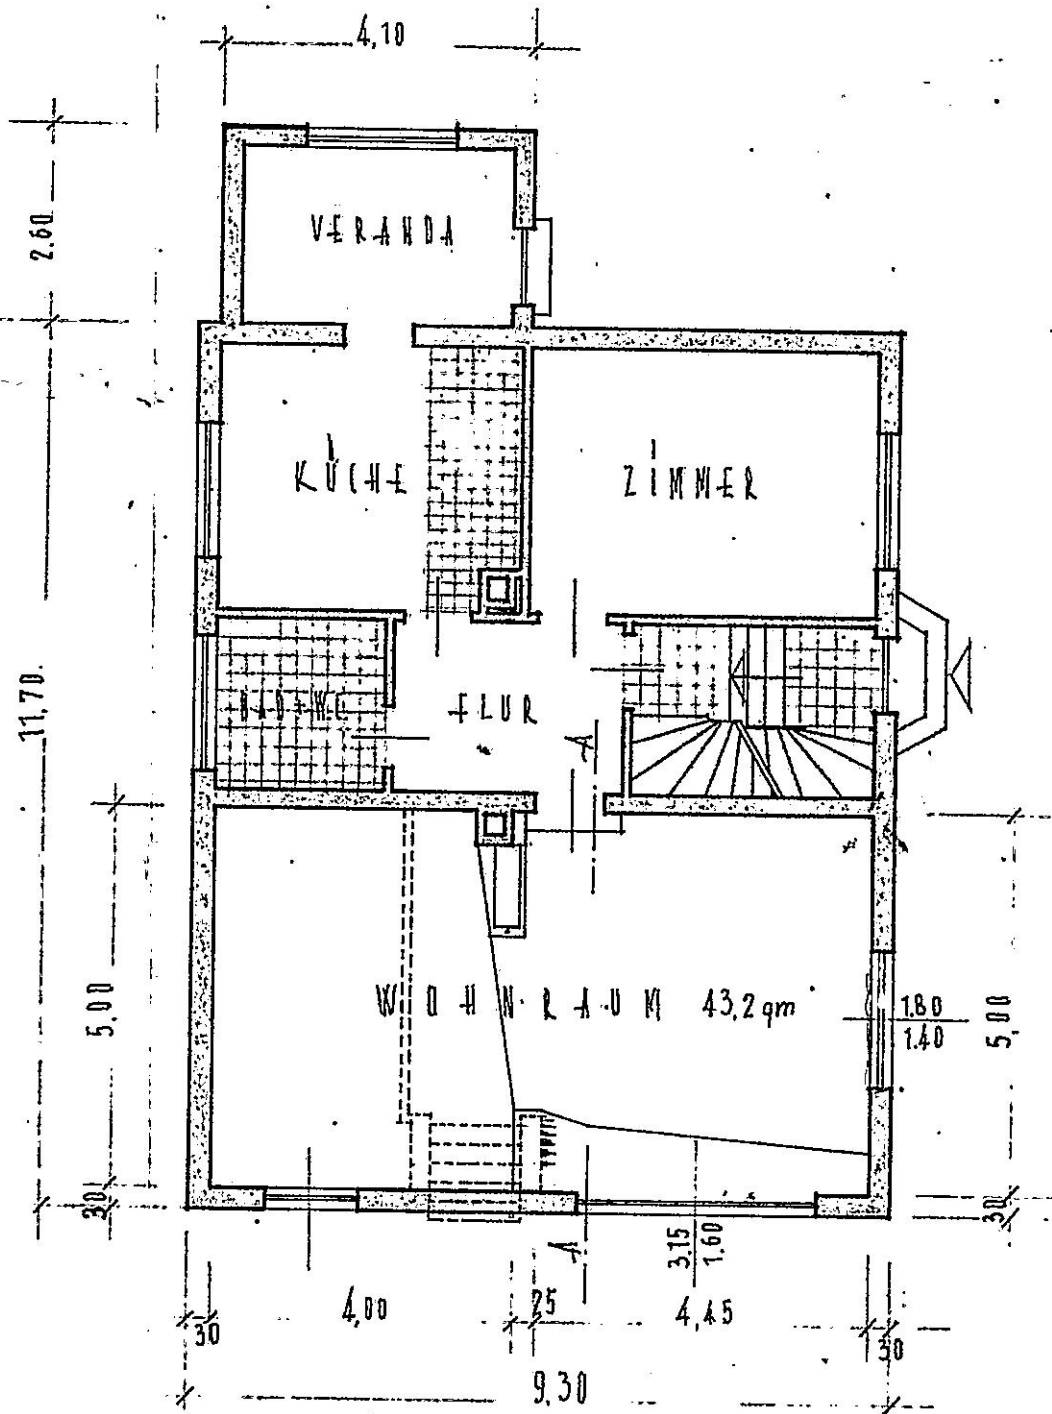 4,10
2.60
VERANDA
KÜCHE
ZIMMER
11,70.
BAD+WC
FLUR
A
5,00
WOHNRAUM 43,2 qm
1.80
1.40
5,00
30
30
A
3.15
1.60
30
4,00
25
4,45
30
9,30